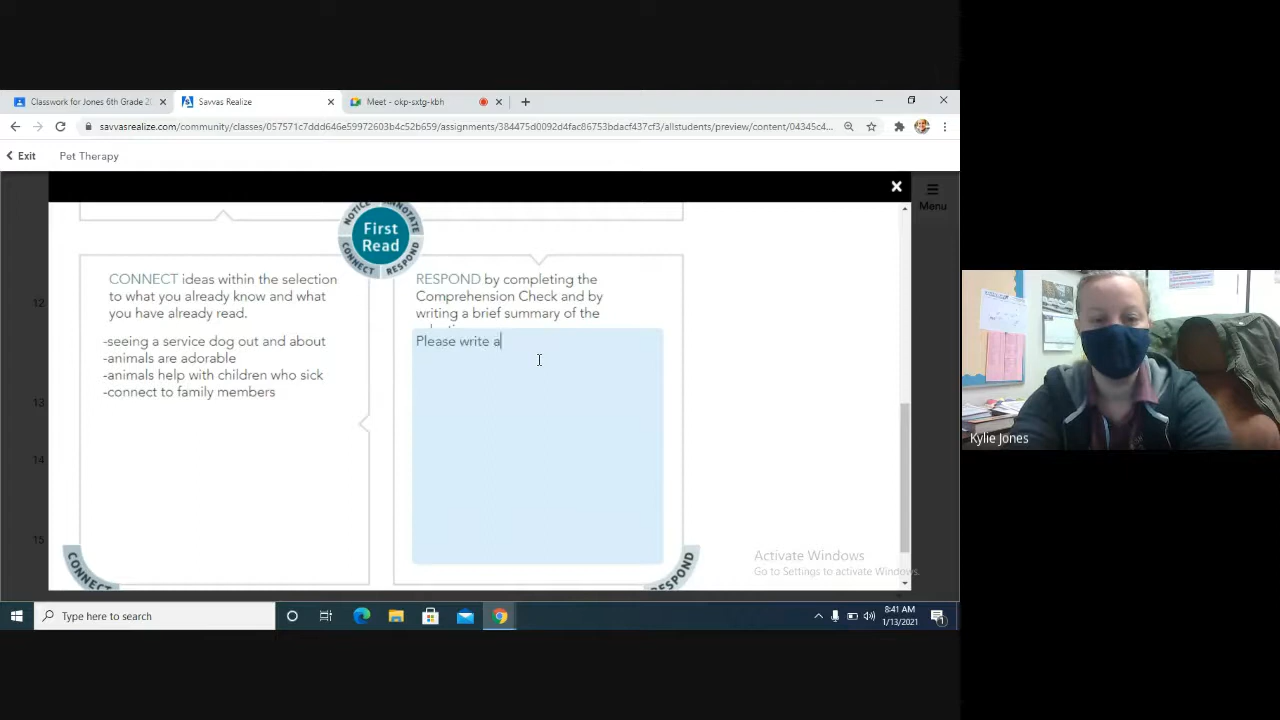 Classwork for Jones 6th Grade 2(
Savvas Realize
Meet - okp-sxtg-kbh
savvasrealize.com/community/classes/057571c7ddd646e59972603b4c52b659/assignments/384475d0092d4fac86753bdacf437cf3/allstudents/preview/content/04345c4...
Exit
Pet Therapy
Menu
NOTICE
ANNOTATE
First
Read
CONNECT
RESPOND
CONNECT ideas within the selection
to what you already know and what
you have already read.
-seeing a service dog out and about
-animals are adorable
-animals help with children who sick
-connect to family members
RESPOND by completing the
Comprehension Check and by
writing a brief summary of the
Please write a
12
13
14
15
CONNECT
RESPOND
Activate Windows
Go to Settings to activate Windows.
Kylie Jones
Type here to search
8:41 AM
1/13/2021
1